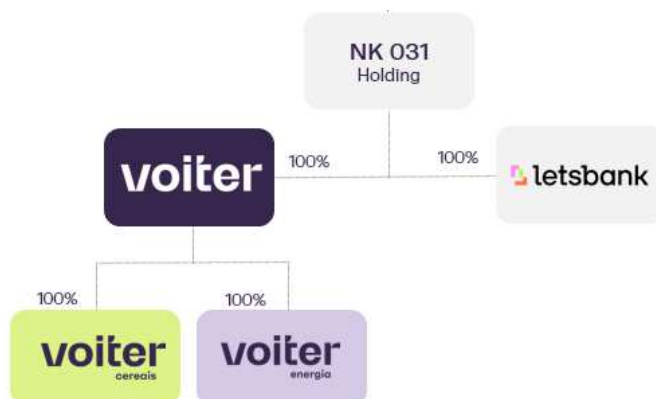 NK 031
Holding
voiter
100%
100%
letsbank
100%
100%
voiter
cereais
voiter
energia